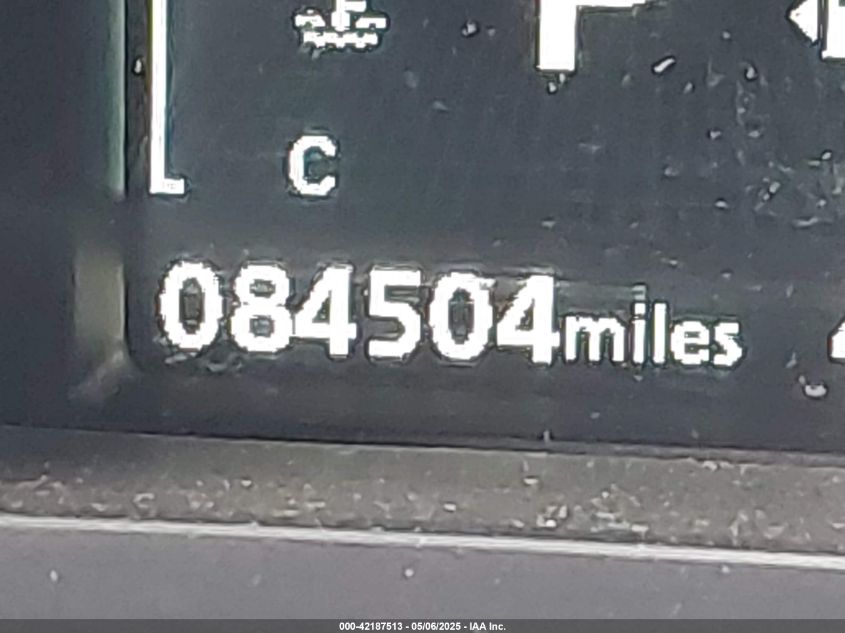 P
C
084504miles
000-42187513 - 05/06/2025 - IAA Inc.